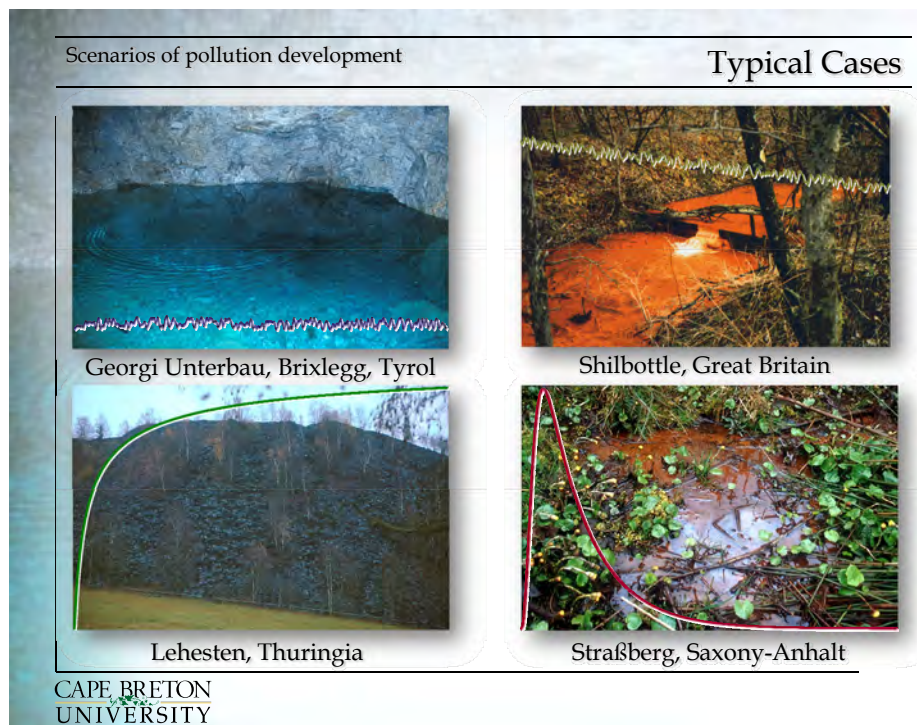 Scenarios of pollution development
Typical Cases
Georgi Unterbau, Brixlegg, Tyrol
Shilbottle, Great Britain
Lehesten, Thuringia
Straßberg, Saxony-Anhalt
CAPE BRETON
UNIVERSITY